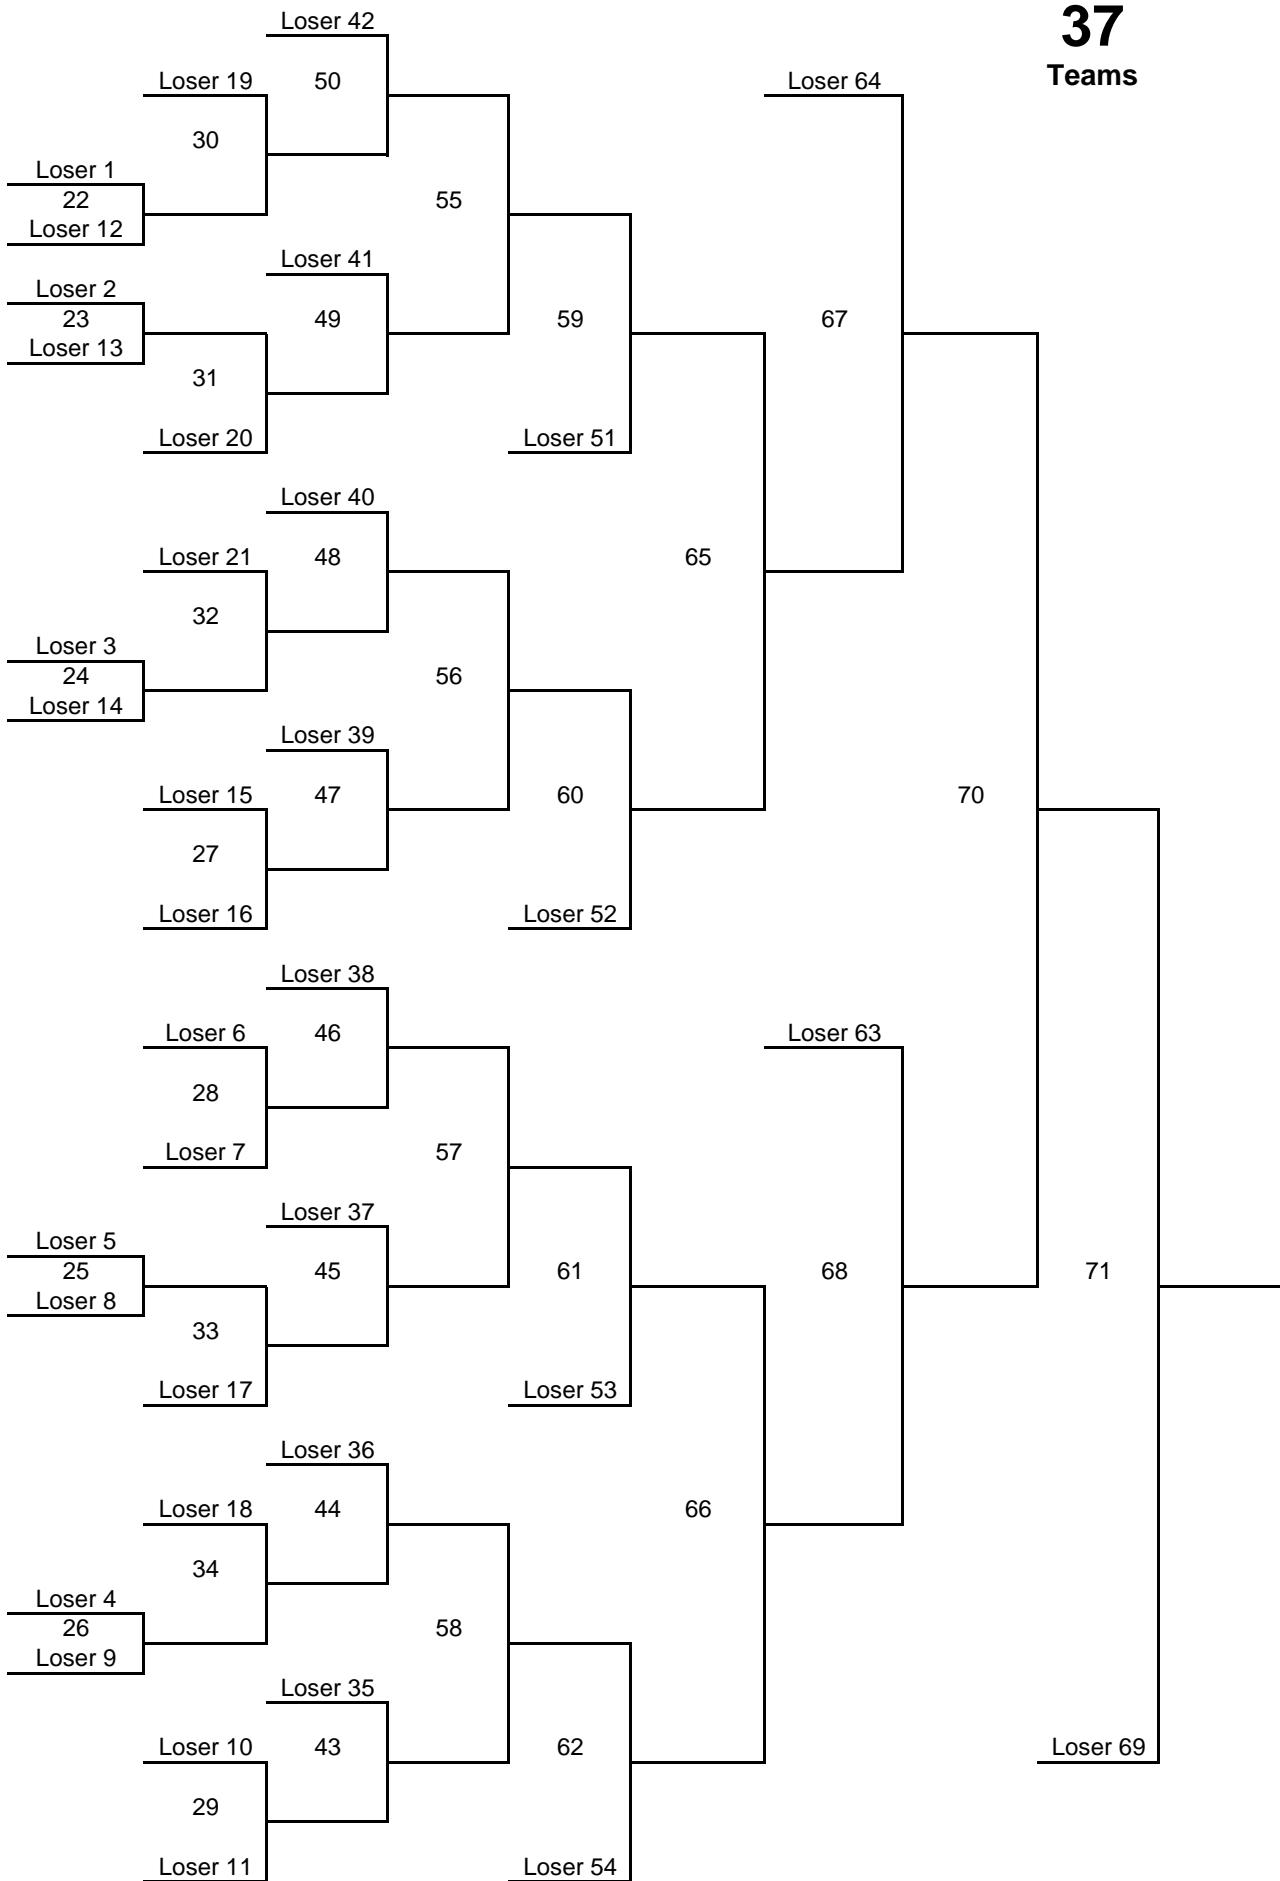 37
Teams
Loser 42
Loser 19
50
Loser 64
30
Loser 1
22
55
Loser 12
Loser 41
Loser 2
23
49
59
67
Loser 13
31
Loser 20
Loser 51
Loser 40
Loser 21
48
65
32
Loser 3
24
56
Loser 14
Loser 39
Loser 15
47
60
70
27
Loser 16
Loser 52
Loser 38
Loser 6
46
Loser 63
28
Loser 7
57
Loser 37
Loser 5
25
45
61
68
71
Loser 8
33
Loser 17
Loser 53
Loser 36
Loser 18
44
66
34
Loser 4
26
58
Loser 9
Loser 35
Loser 10
43
62
Loser 69
29
Loser 11
Loser 54